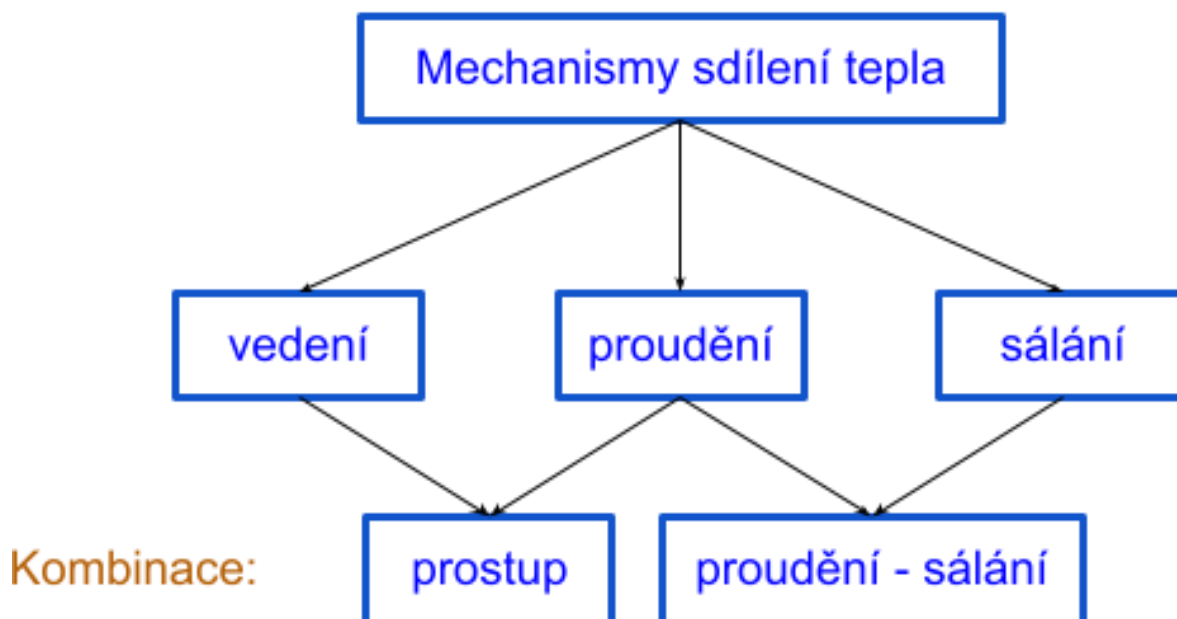 Mechanismy sdílení tepla
vedení
proudění
sálání
Kombinace:
prostup
proudění - sálání